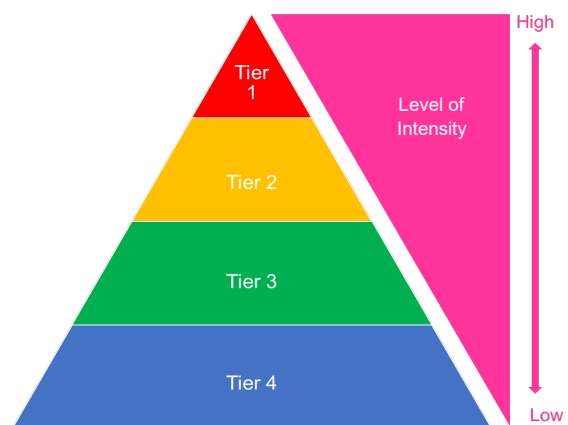 High
Tier
1
Level of
Intensity
Tier 2
Tier 3
Tier 4
Low